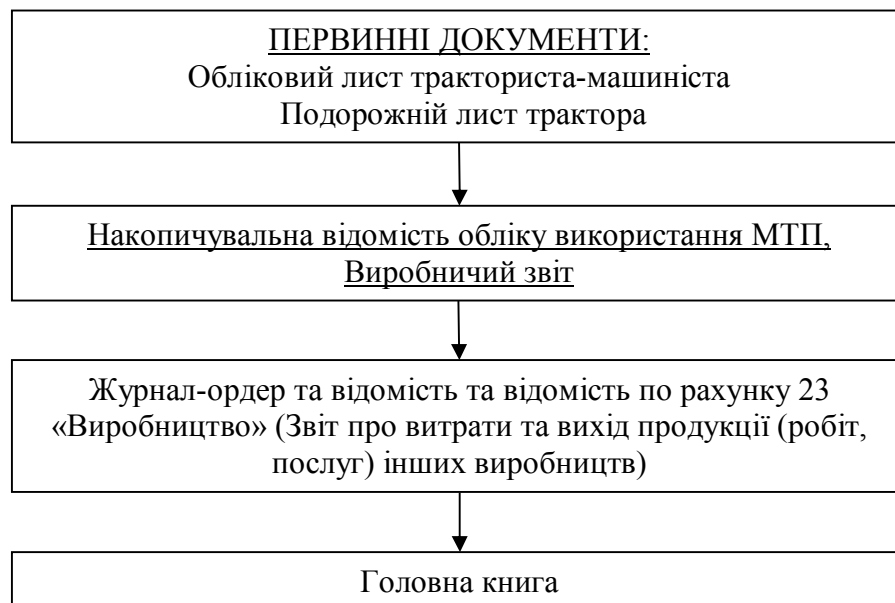 ПЕРВИННІ ДОКУМЕНТИ:
Обліковий лист тракториста-машиніста
Подорожній лист трактора
Накопичувальна відомість обліку використання МТП,
Виробничий звіт
Журнал-ордер та відомість та відомість по рахунку 23
«Виробництво» (Звіт про витрати та вихід продукції (робіт,
послуг) інших виробництв)
Головна книга